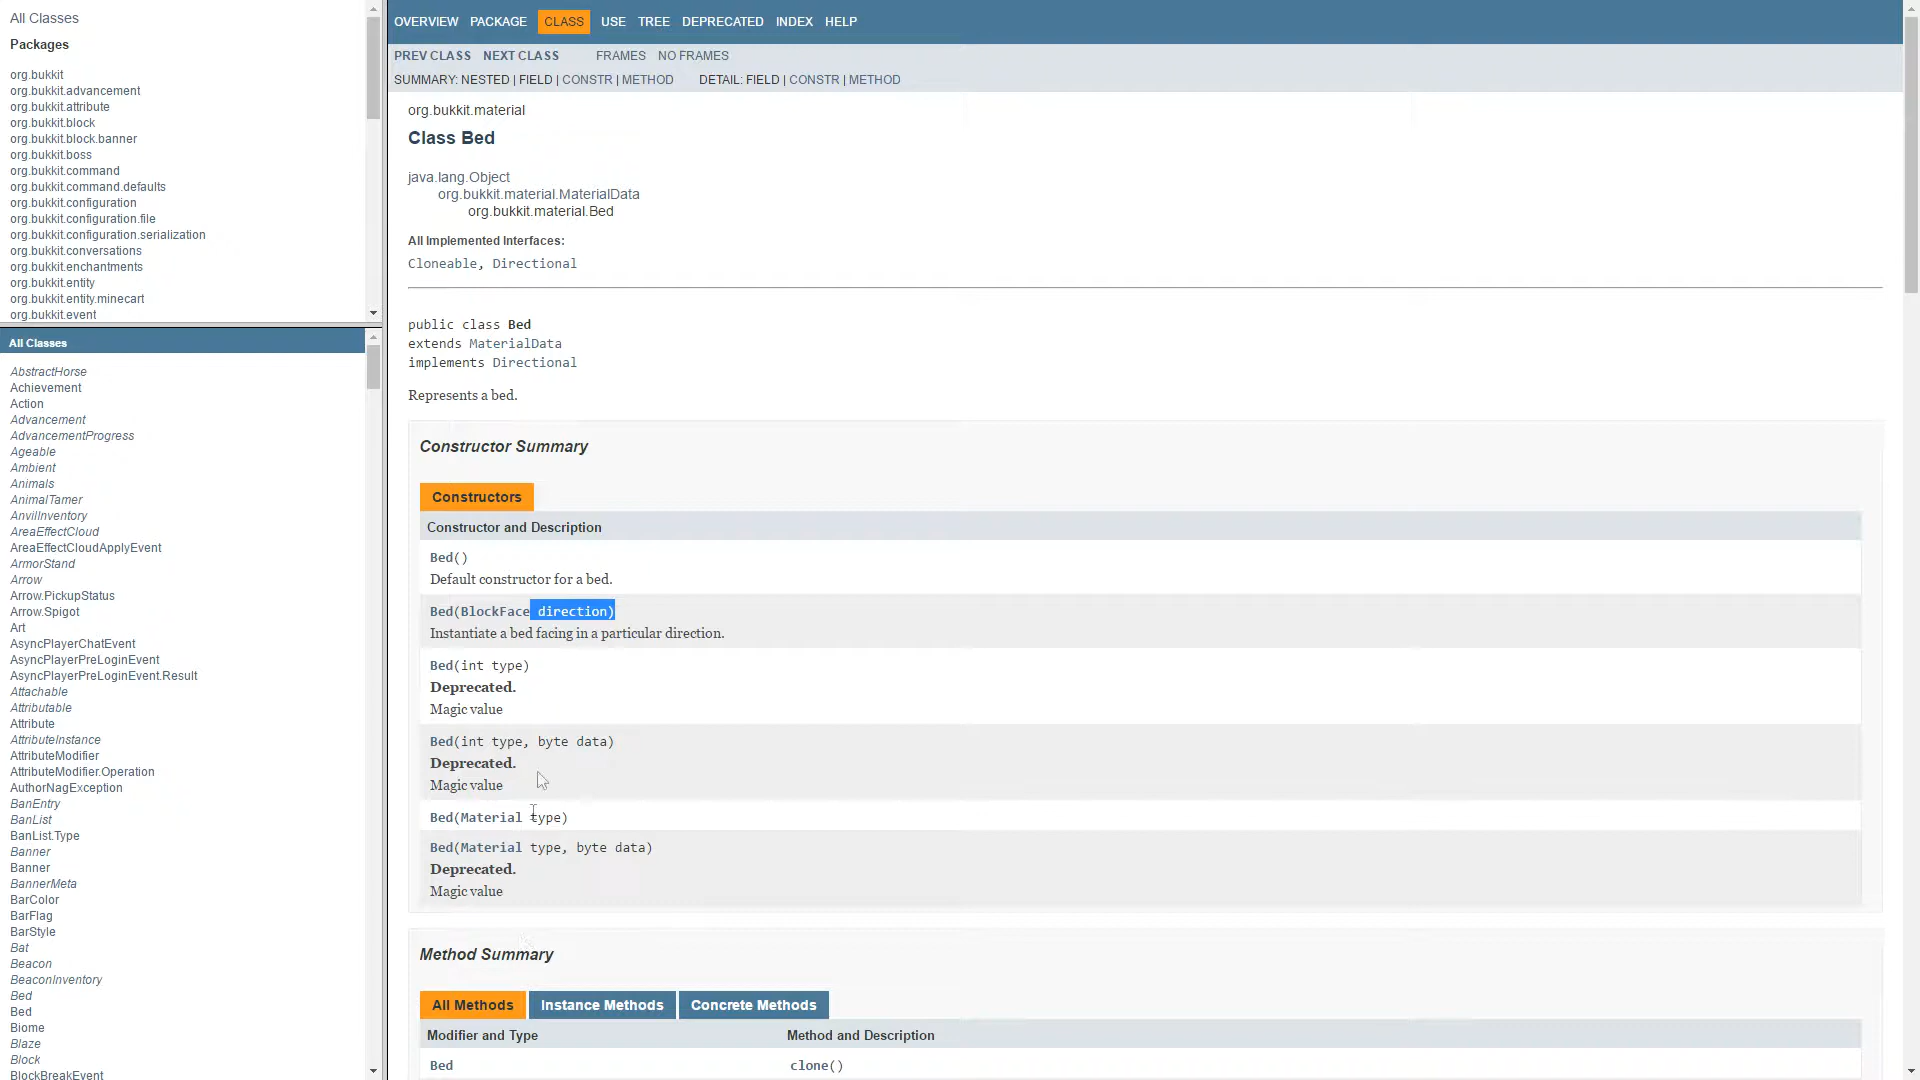 All Classes
Packages
org.bukkit
org.bukkit.advancement
org.bukkit.attribute
org.bukkit.block
org.bukkit.block.banner
org.bukkit.boss
org.bukkit.command
org.bukkit.command.defaults
org.bukkit.configuration
org.bukkit.configuration.file
org.bukkit.configuration.serialization
org.bukkit.conversations
org.bukkit.enchantments
org.bukkit.entity
org.bukkit.entity.minecart
org.bukkit.event
All Classes
AbstractHorse
Achievement
Action
Advancement
AdvancementProgress
Ageable
Ambient
Animals
AnimalTamer
AnvilInventory
AreaEffectCloud
AreaEffectCloudApplyEvent
ArmorStand
Arrow
Arrow.PickupStatus
Arrow.Spigot
Art
AsyncPlayerChatEvent
AsyncPlayerPreLoginEvent
AsyncPlayerPreLoginEvent.Result
Attachable
Attributable
Attribute
AttributeInstance
AttributeModifier
AttributeModifier.Operation
AuthorNagException
BanEntry
BanList
BanList.Type
Banner
Banner
BannerMeta
BarColor
BarFlag
BarStyle
Bat
Beacon
BeaconInventory
Bed
Bed
Biome
Blaze
Block
BlockBreakEvent
OVERVIEW PACKAGE CLASS USE TREE DEPRECATED INDEX HELP
PREV CLASS NEXT CLASS FRAMES NO FRAMES
SUMMARY: NESTED | FIELD | CONSTR | METHOD DETAIL: FIELD | CONSTR | METHOD
org.bukkit.material
Class Bed
java.lang.Object
org.bukkit.material.MaterialData
org.bukkit.material.Bed
All Implemented Interfaces:
Cloneable, Directional
public class Bed
extends MaterialData
implements Directional
Represents a bed.
Constructor Summary
Constructors
Constructor and Description
Bed()
Default constructor for a bed.
Bed(BlockFace direction)
Instantiate a bed facing in a particular direction.
Bed(int type)
Deprecated.
Magic value
Bed(int type, byte data)
Deprecated.
Magic value
Bed(Material type)
Bed(Material type, byte data)
Deprecated.
Magic value
Method Summary
All Methods Instance Methods Concrete Methods
Modifier and Type Method and Description
Bed clone()